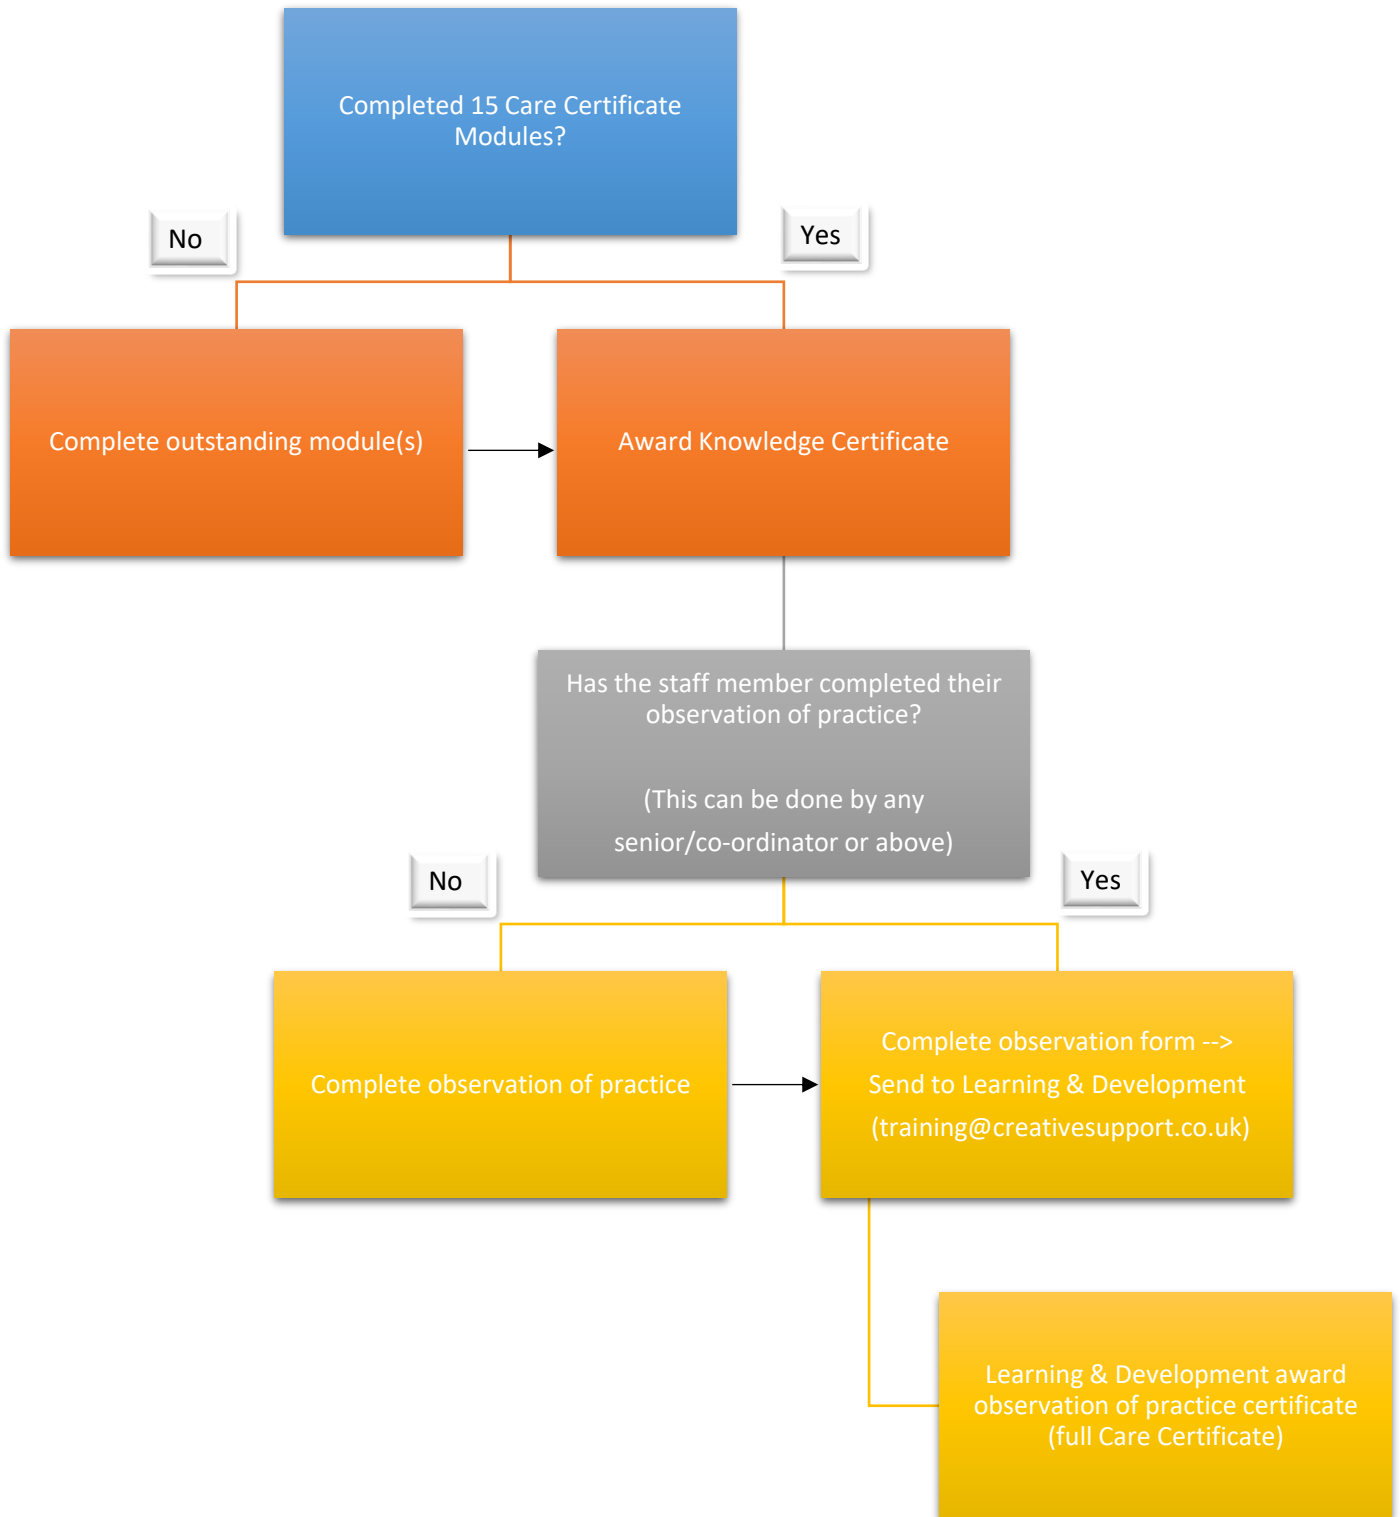 Completed 15 Care Certificate
Modules?
No
Yes
Complete outstanding module(s)
Award Knowledge Certificate
Has the staff member completed their
observation of practice?
(This can be done by any
senior/co-ordinator or above)
No
Yes
Complete observation of practice
Complete observation form -->
Send to Learning & Development
(training@creativesupport.co.uk)
Learning & Development award
observation of practice certificate
(full Care Certificate)